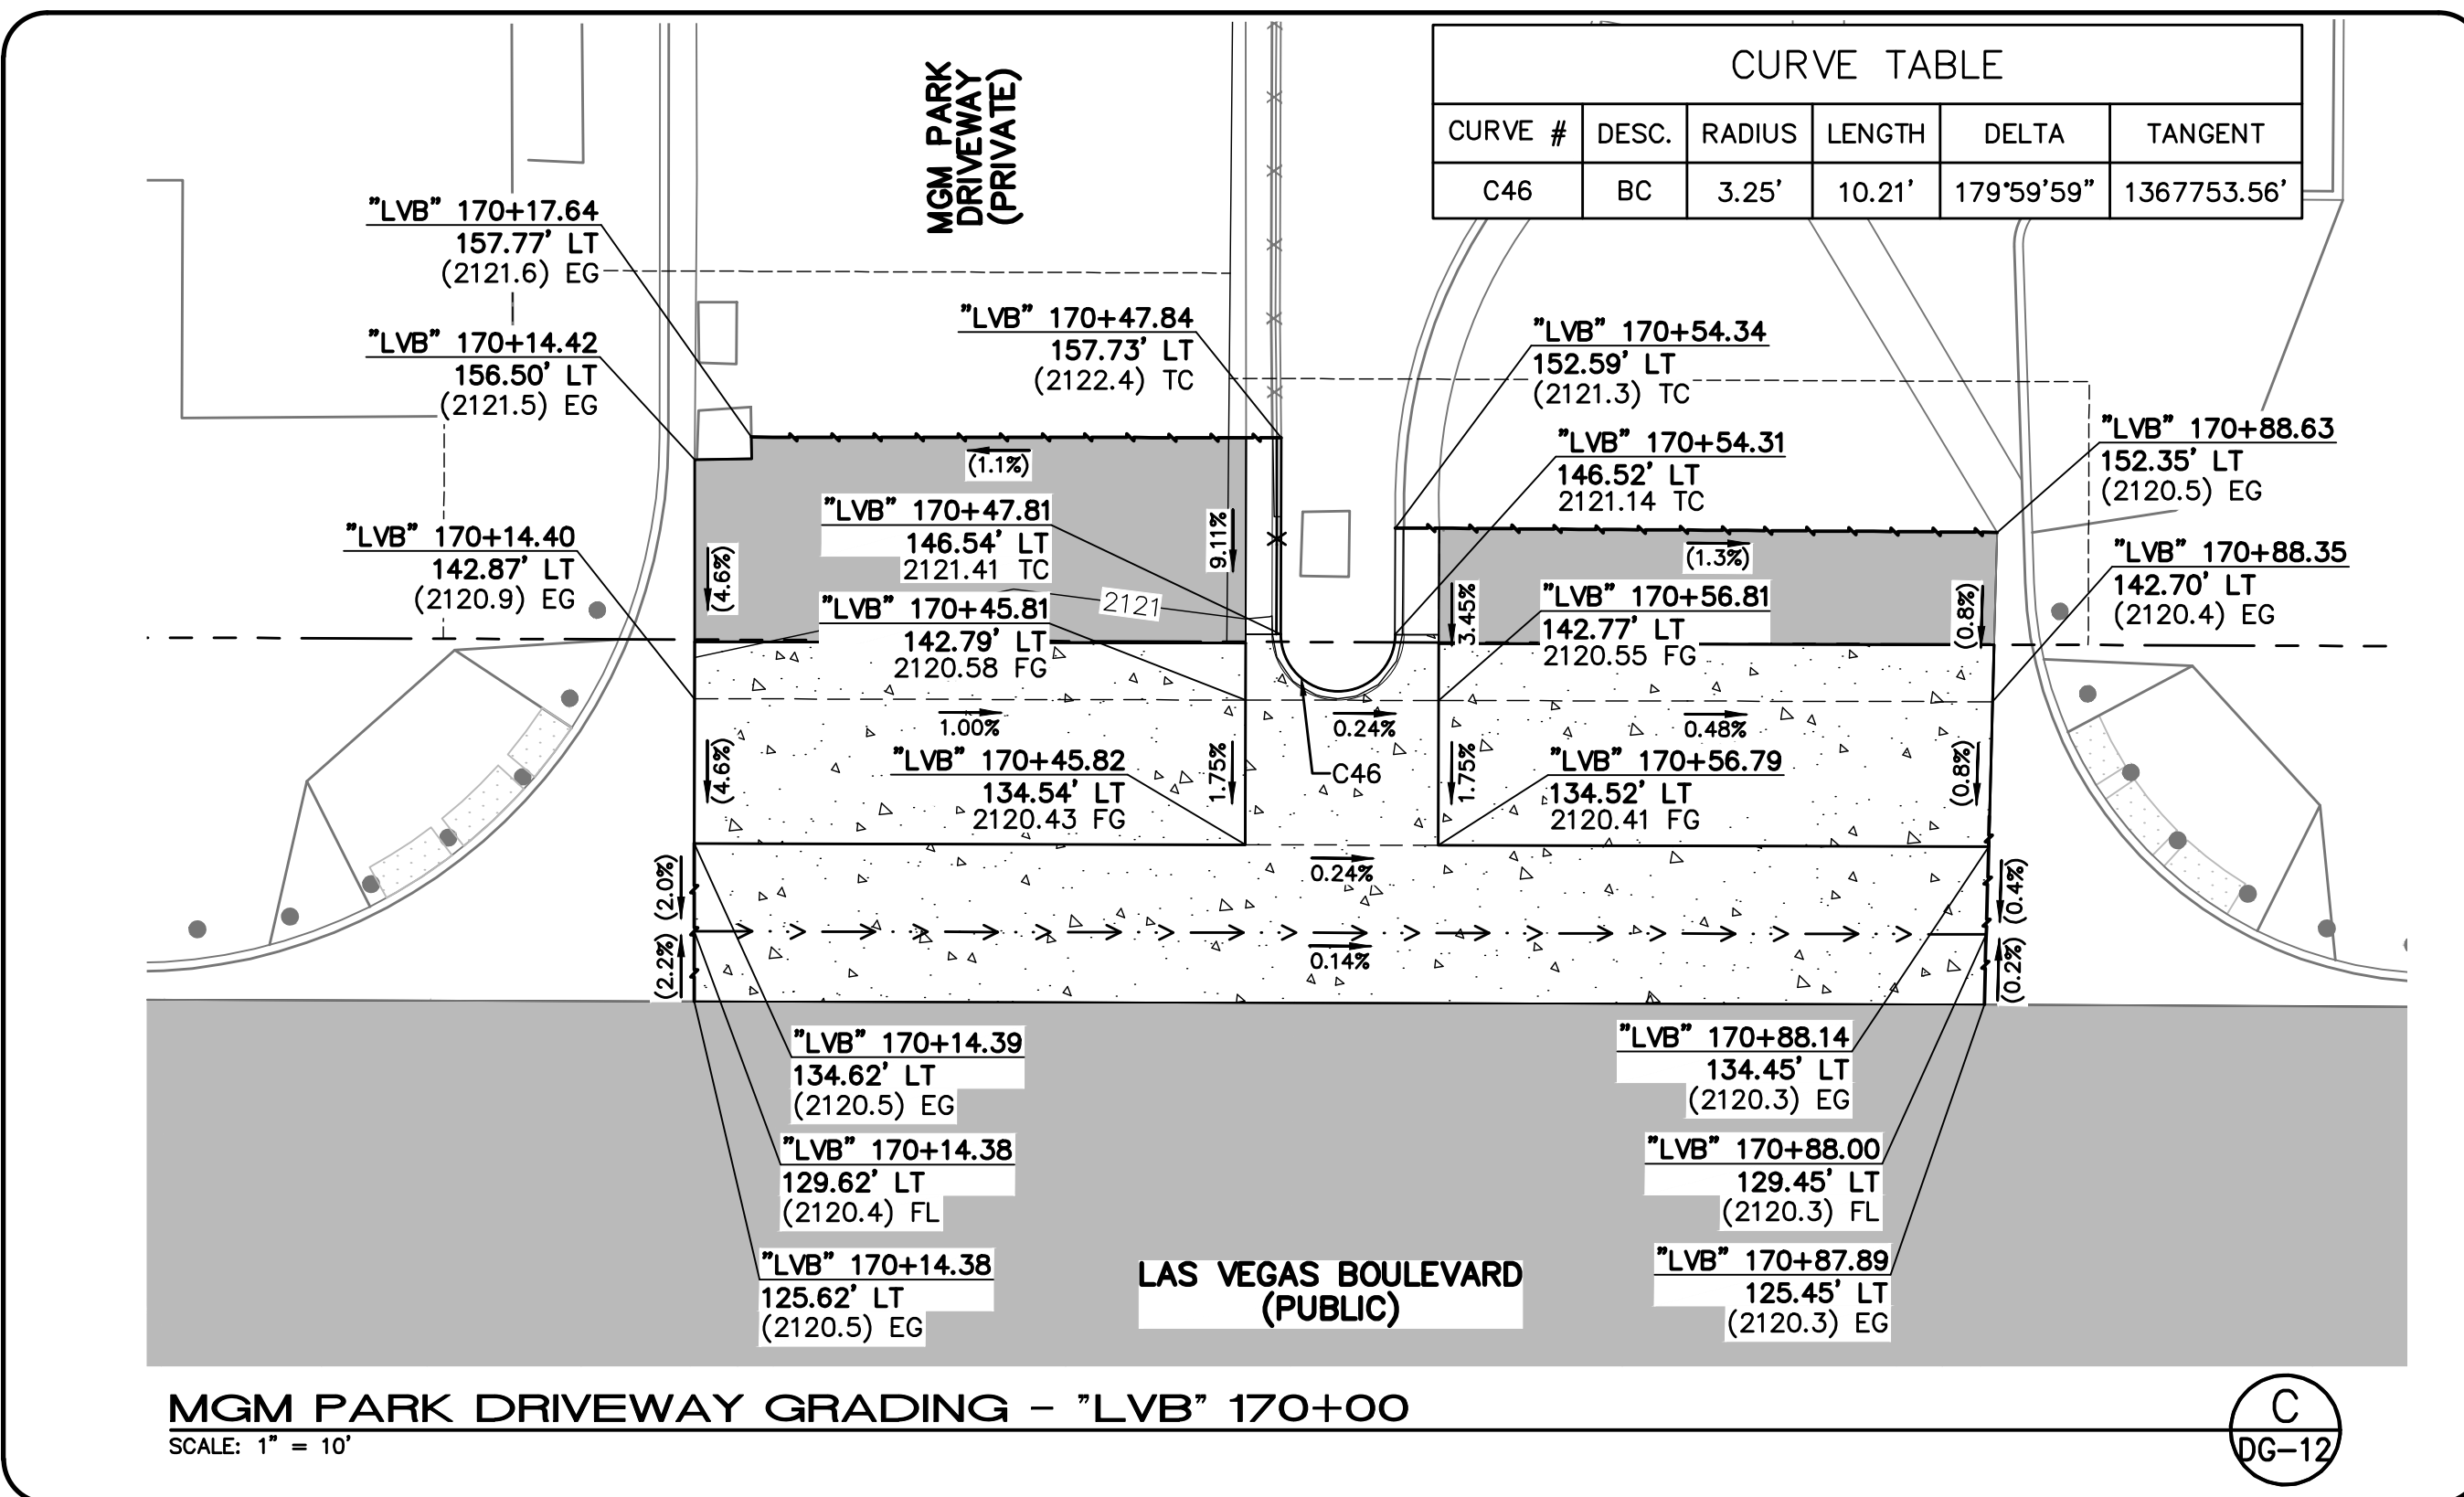 CURVE TABLE
CURVE # DESC. RADIUS LENGTH DELTA TANGENT
C46 BC 3.25' 10.21' 179°59'59" 1367753.56'
MGM PARK
DRIVEWAY
(PRIVATE)
"LVB" 170+17.64
157.77' LT
(2121.6) EG
"LVB" 170+14.42
156.50' LT
(2121.5) EG
"LVB" 170+14.40
142.87' LT
(2120.9) EG
"LVB" 170+47.84
157.73' LT
(2122.4) TC
"LVB" 170+54.34
152.59' LT
(2121.3) TC
"LVB" 170+54.31
146.52' LT
2121.14 TC
"LVB" 170+88.63
152.35' LT
(2120.5) EG
"LVB" 170+88.35
142.70' LT
(2120.4) EG
(1.1%)
"LVB" 170+47.81
146.54' LT
2121.41 TC
9.11%
(4.6%)
(1.3%)
2121
"LVB" 170+45.81
142.79' LT
2120.58 FG
3.45%
"LVB" 170+56.81
142.77' LT
2120.55 FG
(0.8%)
1.00%
0.24%
0.48%
(4.6%)
"LVB" 170+45.82
134.54' LT
2120.43 FG
1.75%
C46
1.75%
"LVB" 170+56.79
134.52' LT
2120.41 FG
(0.8%)
(2.0%)
0.24%
(0.4%)
(2.2%)
0.14%
(0.2%)
"LVB" 170+14.39
134.62' LT
(2120.5) EG
"LVB" 170+14.38
129.62' LT
(2120.4) FL
"LVB" 170+14.38
125.62' LT
(2120.5) EG
"LVB" 170+88.14
134.45' LT
(2120.3) EG
"LVB" 170+88.00
129.45' LT
(2120.3) FL
"LVB" 170+87.89
125.45' LT
(2120.3) EG
LAS VEGAS BOULEVARD
(PUBLIC)
MGM PARK DRIVEWAY GRADING - "LVB" 170+00
SCALE: 1" = 10'
C
DG-12